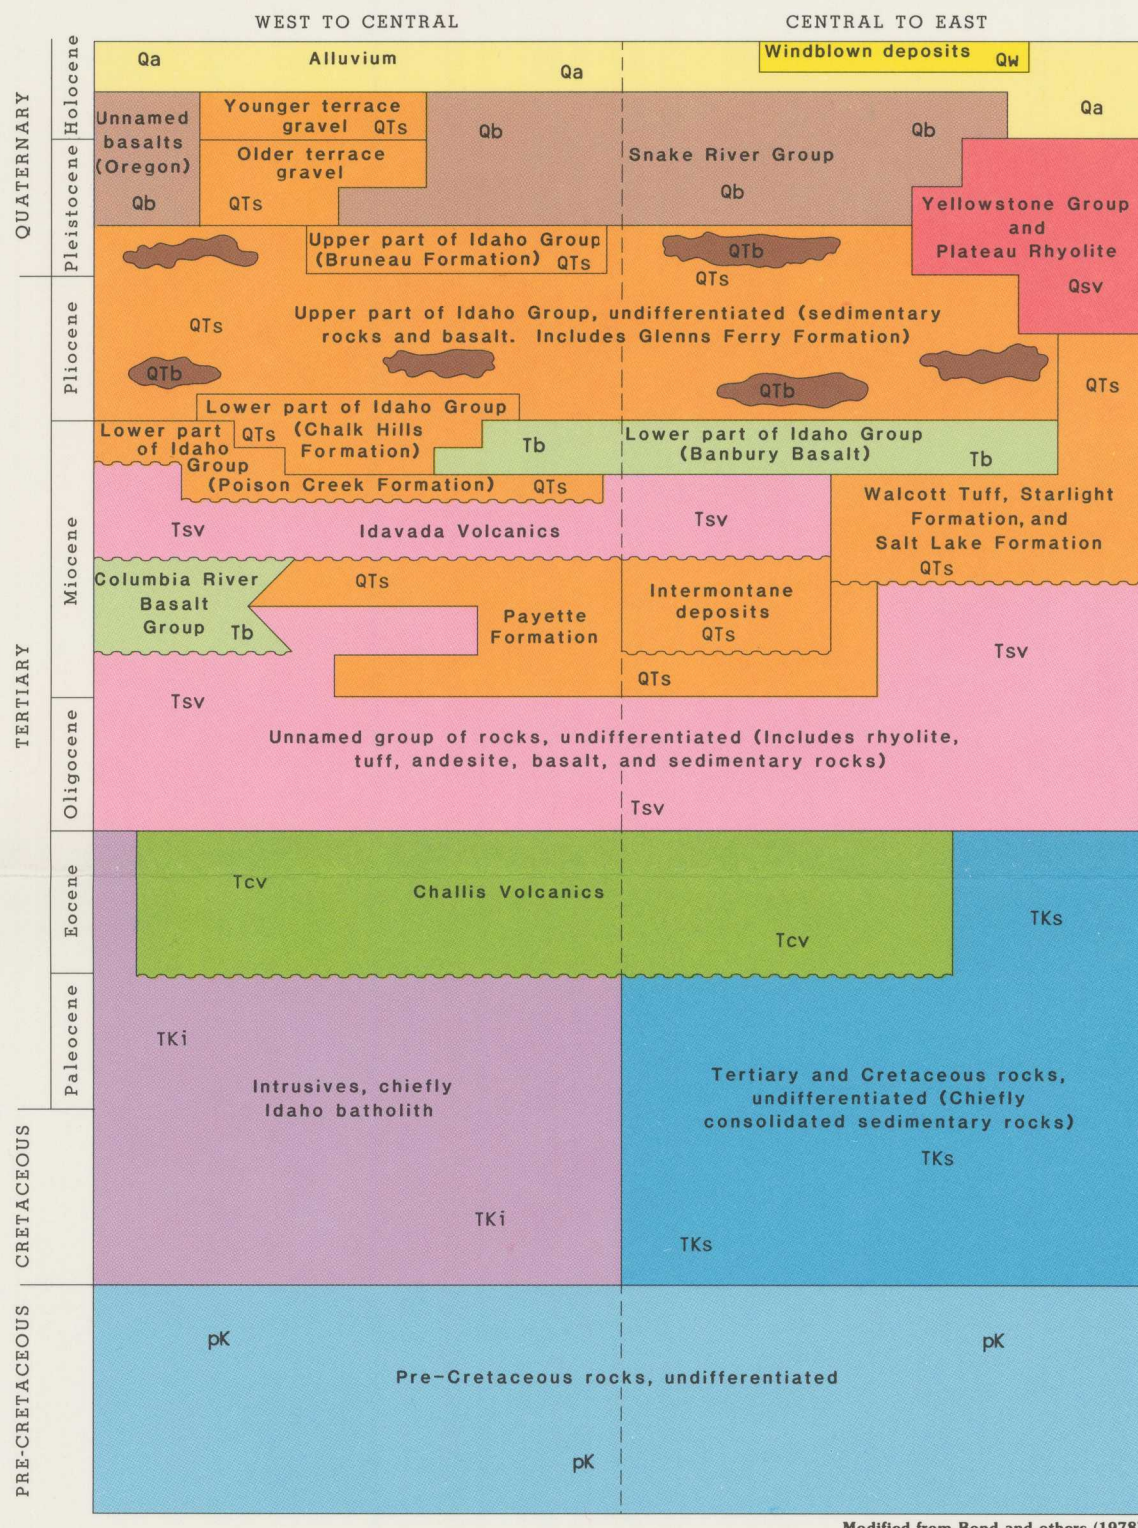 WEST TO CENTRAL
CENTRAL TO EAST
QUATERNARY
Holocene
Pleistocene
TERTIARY
Pliocene
Miocene
Oligocene
Eocene
Paleocene
CRETACEOUS
PRE-CRETACEOUS
Qa
Alluvium
Qa
Windblown deposits
Qw
Qa
Unnamed
basalts
(Oregon)
Qb
Younger terrace
gravel QTs
Older terrace
gravel
QTs
Qb
Qb
Snake River Group
Qb
Yellowstone Group
and
Plateau Rhyolite
Qsv
Upper part of Idaho Group
(Bruneau Formation) QTs
QTb
QTs
QTs
Upper part of Idaho Group, undifferentiated (sedimentary
rocks and basalt. Includes Glenns Ferry Formation)
QTb
QTb
QTs
Lower part of Idaho Group
(Chalk Hills
Formation)
QTs
Lower part
of Idaho
Group
(Poison Creek Formation) QTs
Tb
Lower part of Idaho Group
(Banbury Basalt)
Tb
Walcott Tuff, Starlight
Formation, and
Salt Lake Formation
QTs
Tsv
Idavada Volcanics
Tsv
Columbia River
Basalt
Group Tb
QTs
Payette
Formation
Intermontane
deposits
QTs
QTs
Tsv
Tsv
Unnamed group of rocks, undifferentiated (Includes rhyolite,
tuff, andesite, basalt, and sedimentary rocks)
Tsv
Tcv
Challis Volcanics
Tcv
TKs
TKi
Intrusives, chiefly
Idaho batholith
TKi
Tertiary and Cretaceous rocks,
undifferentiated (Chiefly
consolidated sedimentary rocks)
TKs
TKs
pK
pK
Pre-Cretaceous rocks, undifferentiated
pK
Modified from Bond and others (1978)